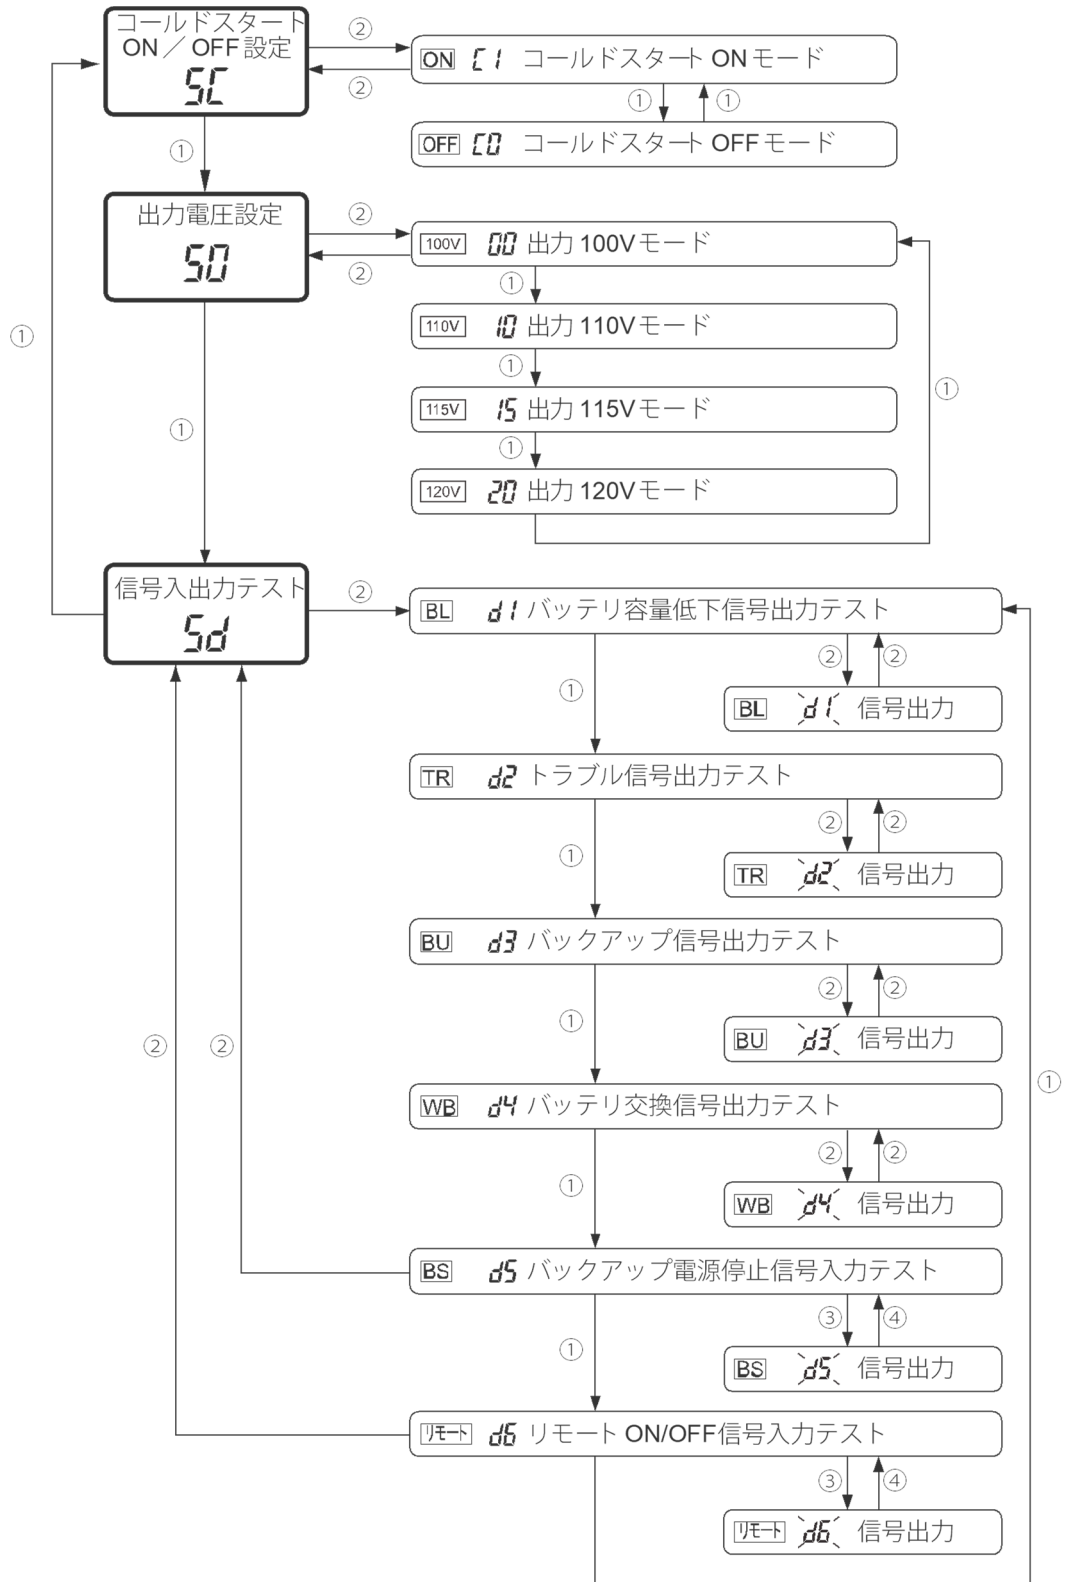 コールドスタート
ON／OFF設定
SC
②
②
ON C1 コールドスタート ONモード
① ①
OFF C0 コールドスタート OFFモード
①
出力電圧設定
S0
②
②
100V 00 出力 100Vモード
①
110V 10 出力 110Vモード
①
115V 15 出力 115Vモード
①
120V 20 出力 120Vモード
①
①
①
信号入出力テスト
Sd
②
BL d1 バッテリ容量低下信号出力テスト
② ②
BL d1 信号出力
①
TR d2 トラブル信号出力テスト
② ②
TR d2 信号出力
①
BU d3 バックアップ信号出力テスト
② ②
BU d3 信号出力
①
② ②
①
WB d4 バッテリ交換信号出力テスト
② ②
WB d4 信号出力
①
BS d5 バックアップ電源停止信号入力テスト
③ ④
BS d5 信号出力
①
リモート d6 リモート ON/OFF信号入力テスト
③ ④
リモート d6 信号出力